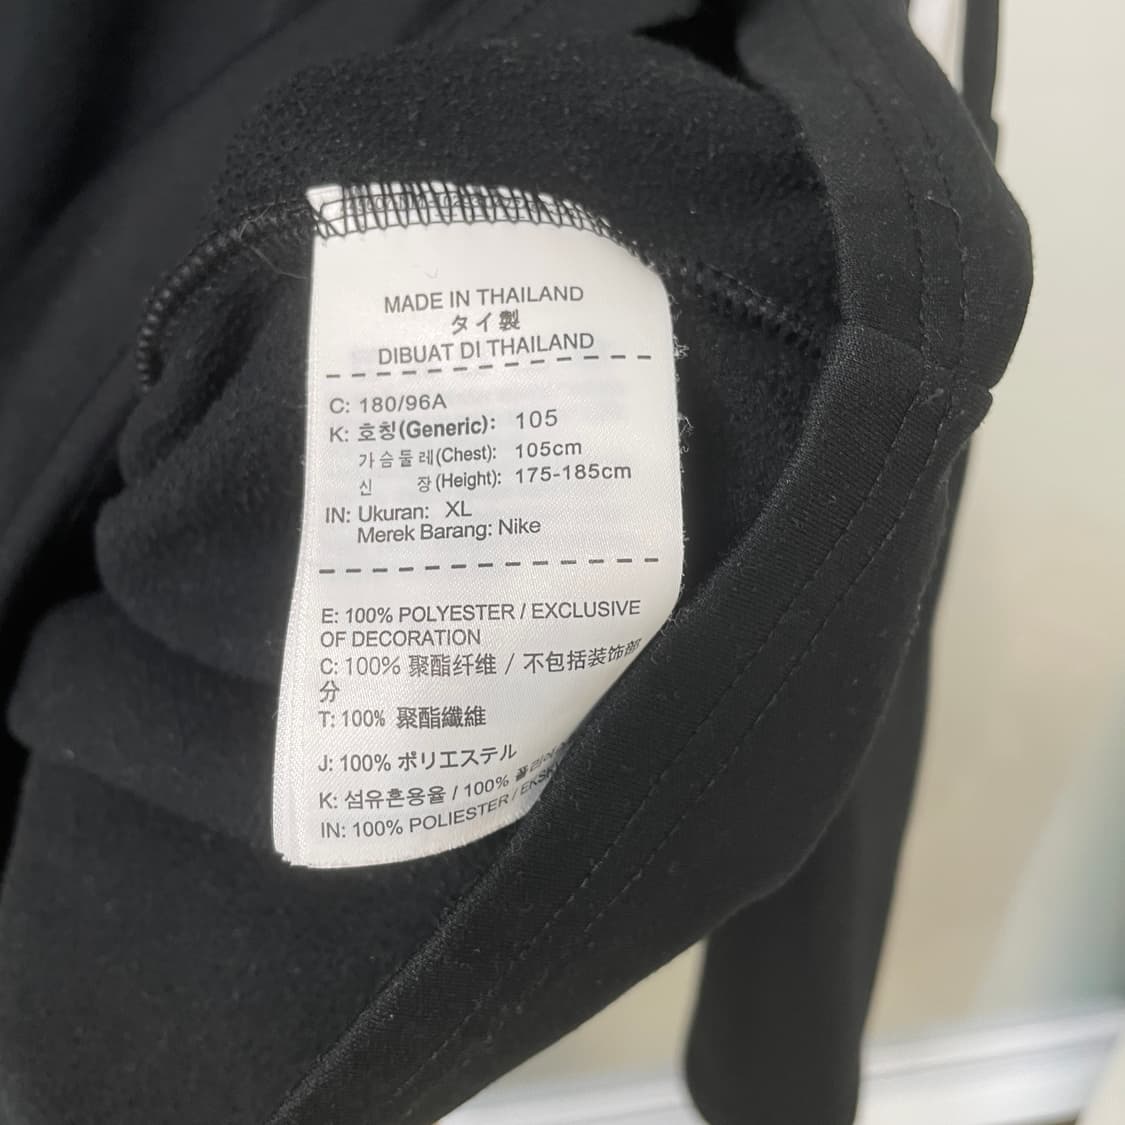 MADE IN THAILAND
タイ製
DIBUAT DI THAILAND
C: 180/96A
K: 호칭(Generic): 105
가슴둘레(Chest): 105cm
신 장(Height): 175-185cm
IN: Ukuran: XL
Merek Barang: Nike
E: 100% POLYESTER / EXCLUSIVE
OF DECORATION
C: 100% 聚酯纤维 / 不包括装饰部
分
T: 100% 聚酯纖維
J: 100% ポリエステル
K: 섬유혼용율 / 100%
IN: 100% POLIESTER /